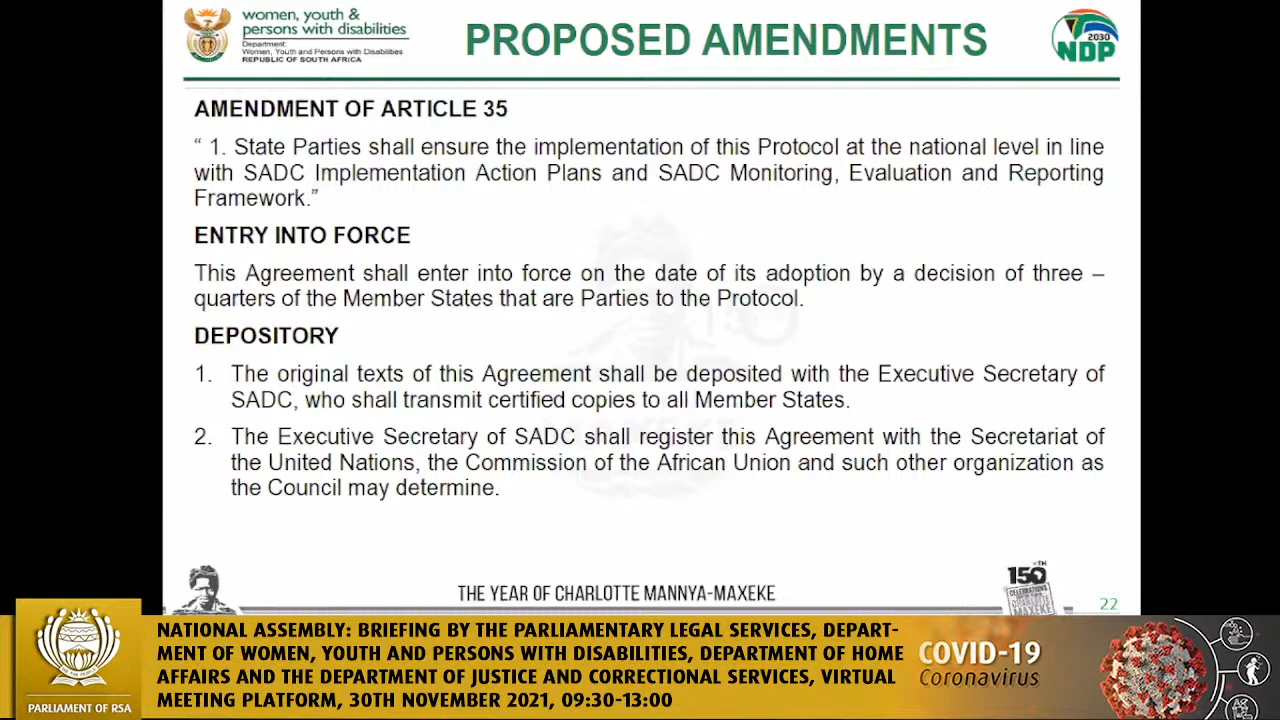 women, youth &
persons with disabilities
Department:
Women, Youth and Persons with Disabilities
REPUBLIC OF SOUTH AFRICA
PROPOSED AMENDMENTS
2030
NDP
AMENDMENT OF ARTICLE 35
“ 1. State Parties shall ensure the implementation of this Protocol at the national level in line
with SADC Implementation Action Plans and SADC Monitoring, Evaluation and Reporting
Framework.”
ENTRY INTO FORCE
This Agreement shall enter into force on the date of its adoption by a decision of three –
quarters of the Member States that are Parties to the Protocol.
DEPOSITORY
1. The original texts of this Agreement shall be deposited with the Executive Secretary of
SADC, who shall transmit certified copies to all Member States.
2. The Executive Secretary of SADC shall register this Agreement with the Secretariat of
the United Nations, the Commission of the African Union and such other organization as
the Council may determine.
THE YEAR OF CHARLOTTE MANNYA-MAXEKE
150TH
22
PARLIAMENT OF RSA
NATIONAL ASSEMBLY: BRIEFING BY THE PARLIAMENTARY LEGAL SERVICES, DEPART-
MENT OF WOMEN, YOUTH AND PERSONS WITH DISABILITIES, DEPARTMENT OF HOME
AFFAIRS AND THE DEPARTMENT OF JUSTICE AND CORRECTIONAL SERVICES, VIRTUAL
MEETING PLATFORM, 30TH NOVEMBER 2021, 09:30-13:00
COVID-19
Coronavirus